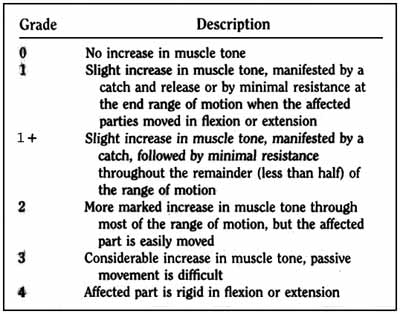 Grade Description
0 No increase in muscle tone
1 Slight increase in muscle tone, manifested by a
catch and release or by minimal resistance at
the end range of motion when the affected
parties moved in flexion or extension
1+ Slight increase in muscle tone, manifested by a
catch, followed by minimal resistance
throughout the remainder (less than half) of
the range of motion
2 More marked increase in muscle tone through
most of the range of motion, but the affected
part is easily moved
3 Considerable increase in muscle tone, passive
movement is difficult
4 Affected part is rigid in flexion or extension